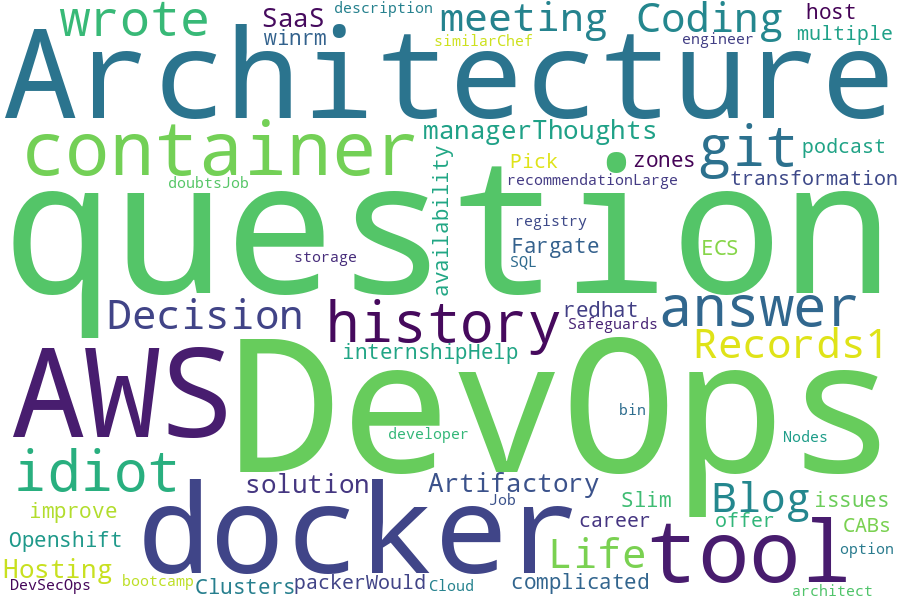 wrote
SaaS
description
meeting
Coding
host
winrm
similarChef
engineer
multiple
Architecture
container
managerThoughts
git
podcast
availability
Pick
zones
doubtsJob
recommendationLarge
transformation
question
registry
storage
Fargate
SQL
ECS
Decision
history
redhat
answer
Safeguards
internshipHelp
Records1
AWS
DevOps
bin
developer
Nodes
idiot
solution
Artifactory
Job
Slim
Blog
issues
improve
docker
career
offer
CABs
Openshift
tool
option
Hosting
Life
DevSecOps
bootcamp
Clusters
packerWould
Cloud
complicated
architect